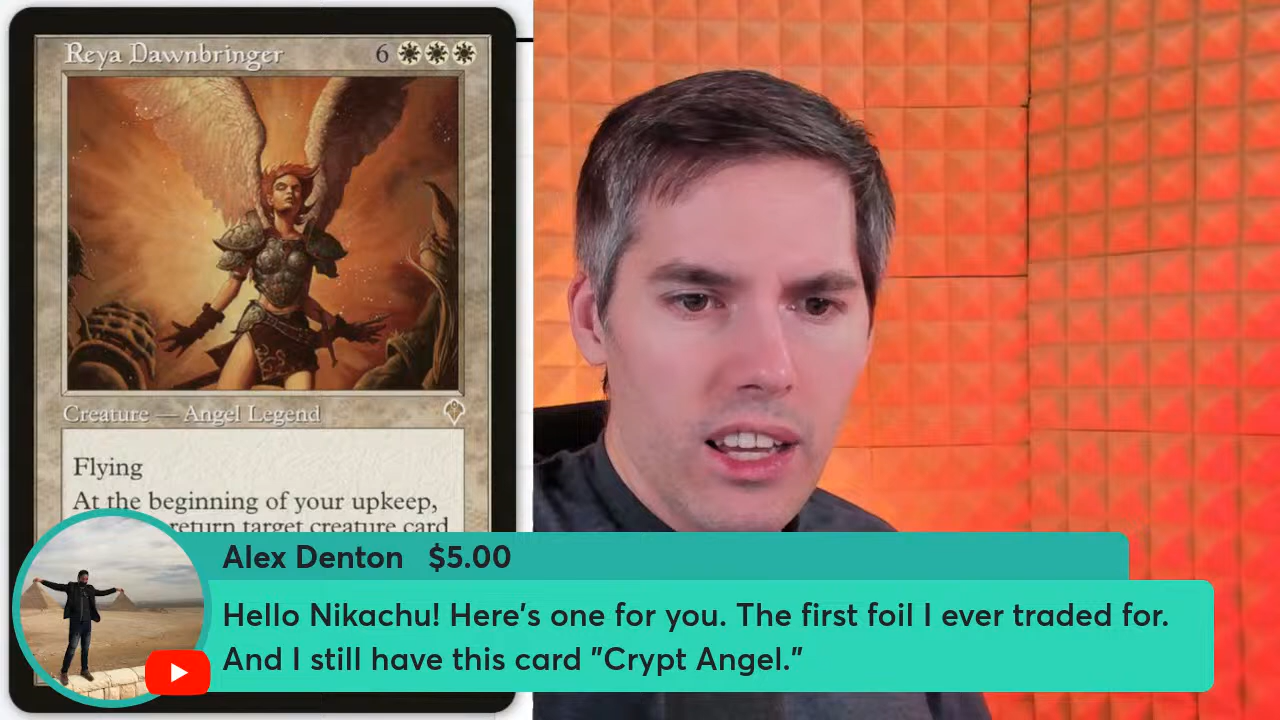 Reya Dawnbringer 6
Creature — Angel Legend
Flying
At the beginning of your upkeep,
return target creature card
Alex Denton $5.00
Hello Nikachu! Here's one for you. The first foil I ever traded for.
And I still have this card "Crypt Angel."